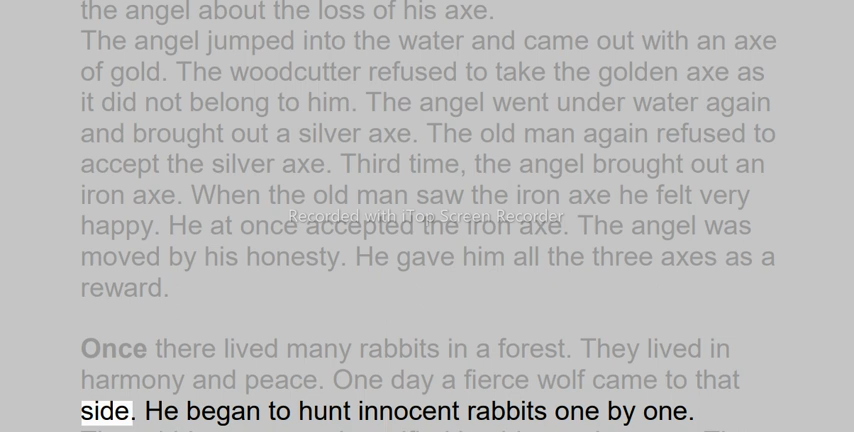 the angel about the loss of his axe.
The angel jumped into the water and came out with an axe
of gold. The woodcutter refused to take the golden axe as
it did not belong to him. The angel went under water again
and brought out a silver axe. The old man again refused to
accept the silver axe. Third time, the angel brought out an
iron axe. When the old man saw the iron axe he felt very
Recorded with iTop Screen Recorder
happy. He at once accepted the iron axe. The angel was
moved by his honesty. He gave him all the three axes as a
reward.
Once there lived many rabbits in a forest. They lived in
harmony and peace. One day a fierce wolf came to that
side. He began to hunt innocent rabbits one by one.